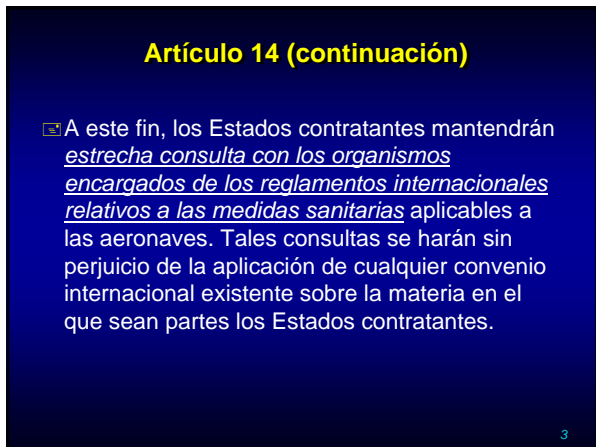 Artículo 14 (continuación)
A este fin, los Estados contratantes mantendrán
estrecha consulta con los organismos
encargados de los reglamentos internacionales
relativos a las medidas sanitarias aplicables a
las aeronaves. Tales consultas se harán sin
perjuicio de la aplicación de cualquier convenio
internacional existente sobre la materia en el
que sean partes los Estados contratantes.
3